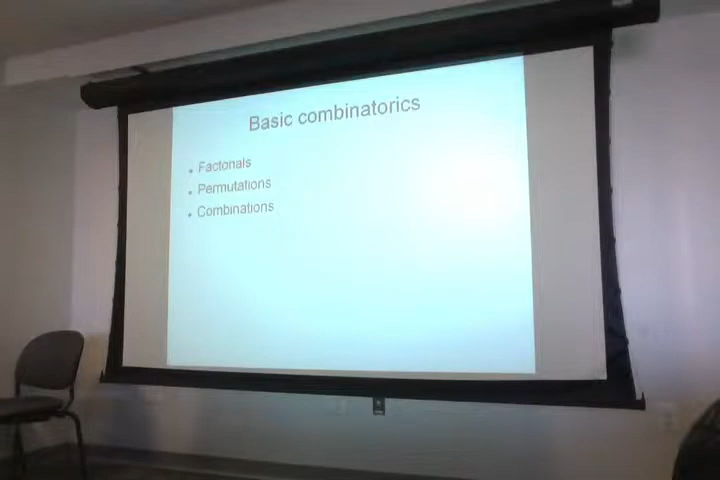 Basic combinatorics
• Factorials
• Permutations
• Combinations